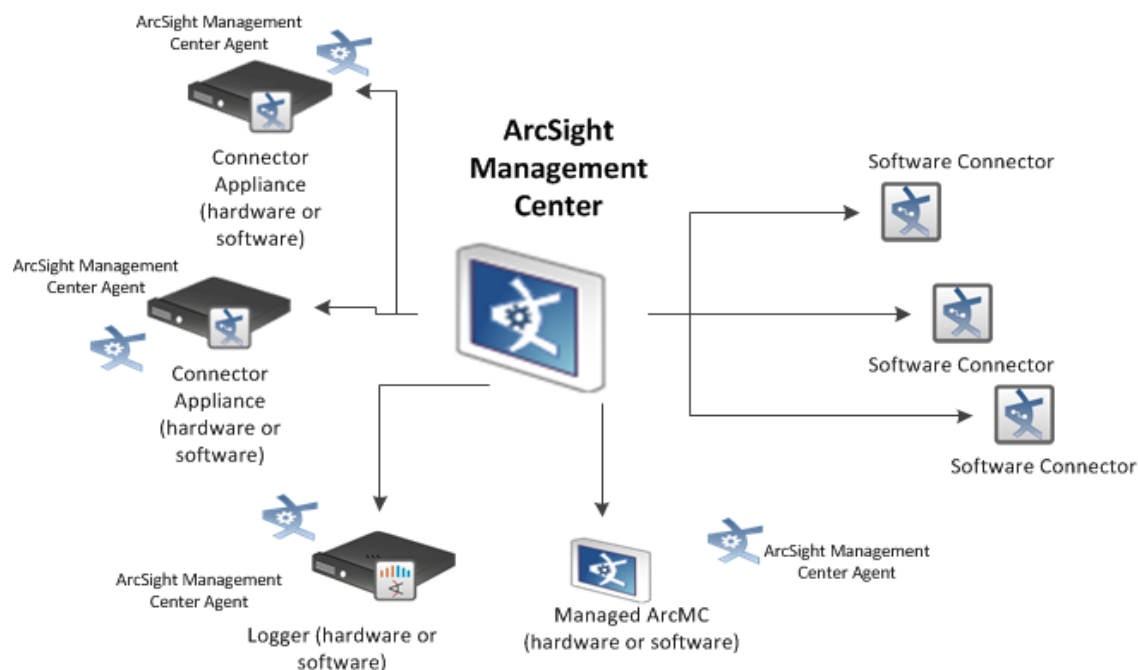 ArcSight Management
Center Agent
Connector
Appliance
(hardware or
software)
ArcSight
Management
Center
Software Connector
ArcSight Management
Center Agent
Connector
Appliance
(hardware or
software)
Software Connector
Software Connector
ArcSight Management
Center Agent
Logger (hardware or
software)
Managed ArcMC
(hardware or software)
ArcSight Management
Center Agent